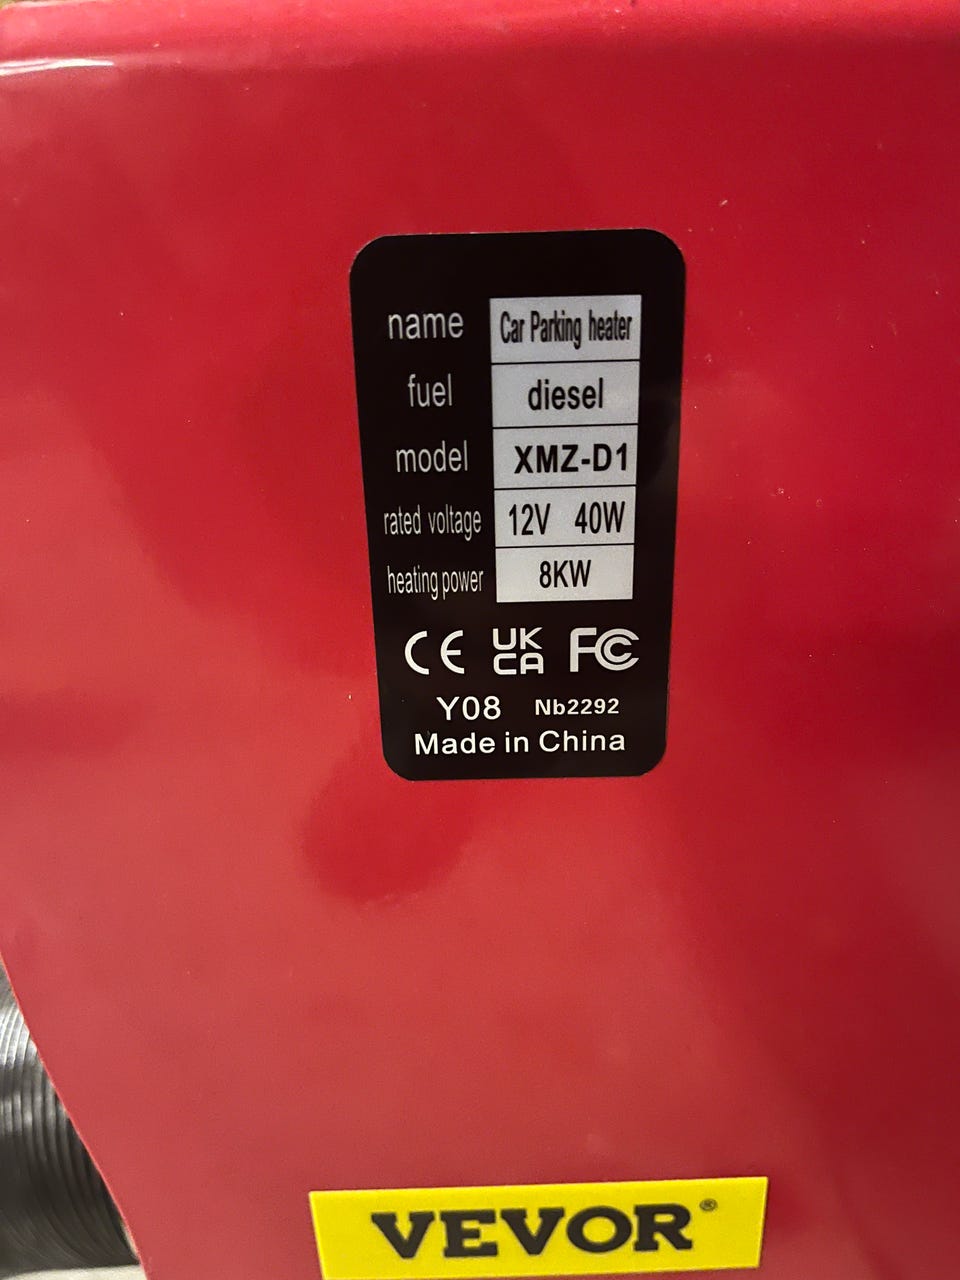 name Car Parking heater
fuel diesel
model XMZ-D1
rated voltage 12V 40W
heating power 8KW
CE UK CA FC
Y08 Nb2292
Made in China
VEVOR®